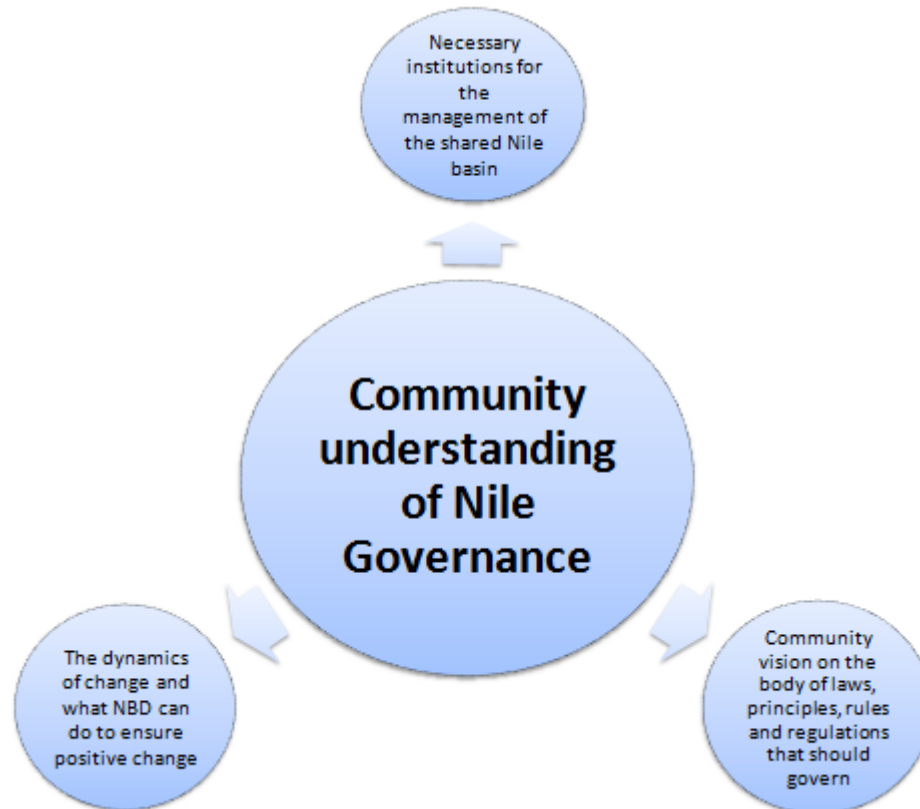 Necessary
institutions for
the
management of
the shared Nile
basin
Community
understanding
of Nile
Governance
The dynamics
of change and
what NBD can
do to ensure
positive change
Community
vision on the
body of laws,
principles, rules
and regulations
that should
govern